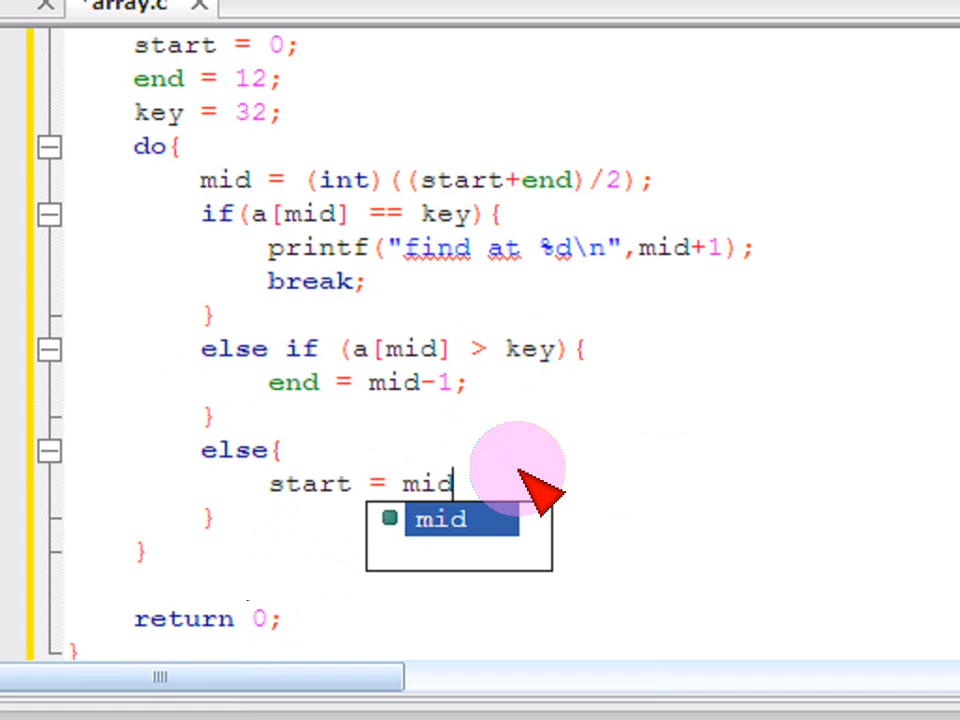 *array.c
start = 0;
end = 12;
key = 32;
do{
mid = (int)((start+end)/2);
if(a[mid] == key){
printf("find at %d\n",mid+1);
break;
}
else if (a[mid] > key){
end = mid-1;
}
else{
start = mid
mid
}
}
return 0;
}